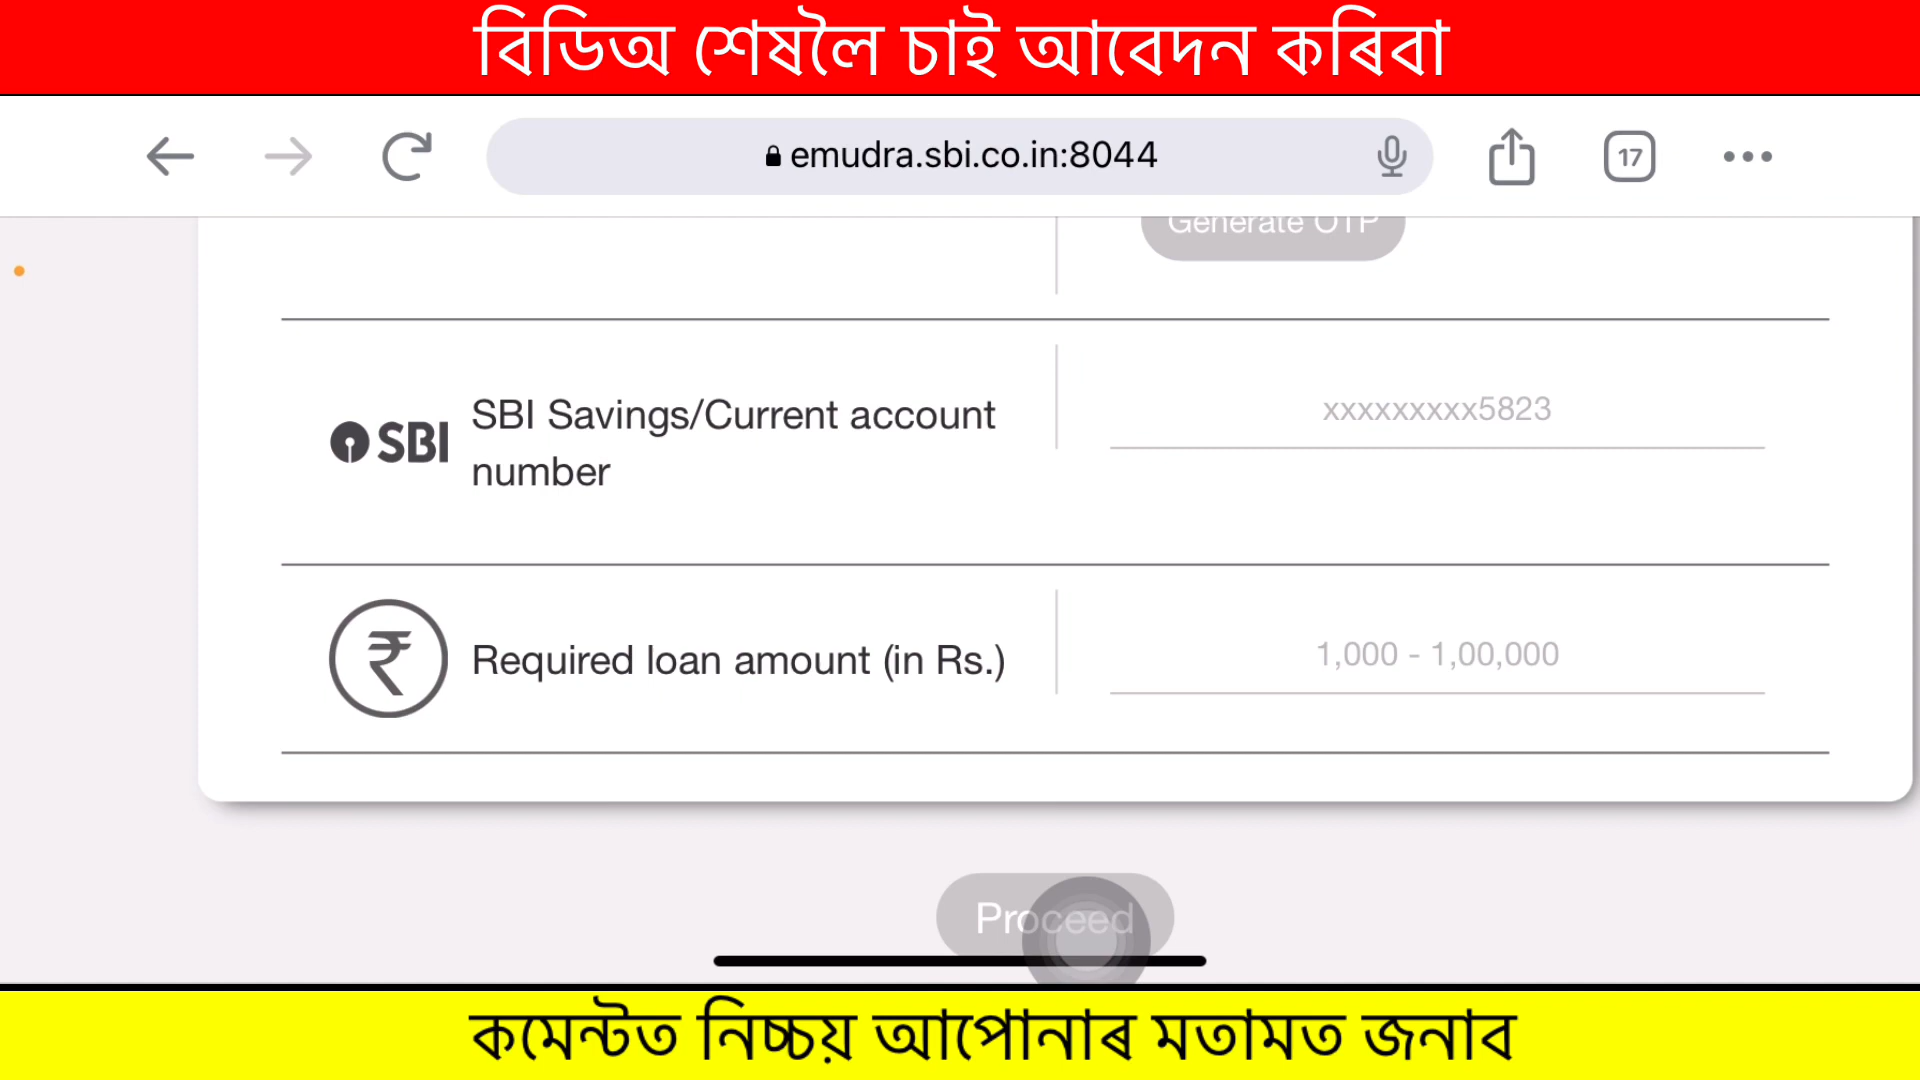 বিডিঅ শেষলৈ চাই আবেদন কৰিবা
emudra.sbi.co.in:8044
17
Generate OTP
SBI
SBI Savings/Current account
number
xxxxxxxxx5823
₹
Required loan amount (in Rs.)
1,000 - 1,00,000
Proceed
কমেন্টত নিচ্চয় আপোনাৰ মতামত জনাব